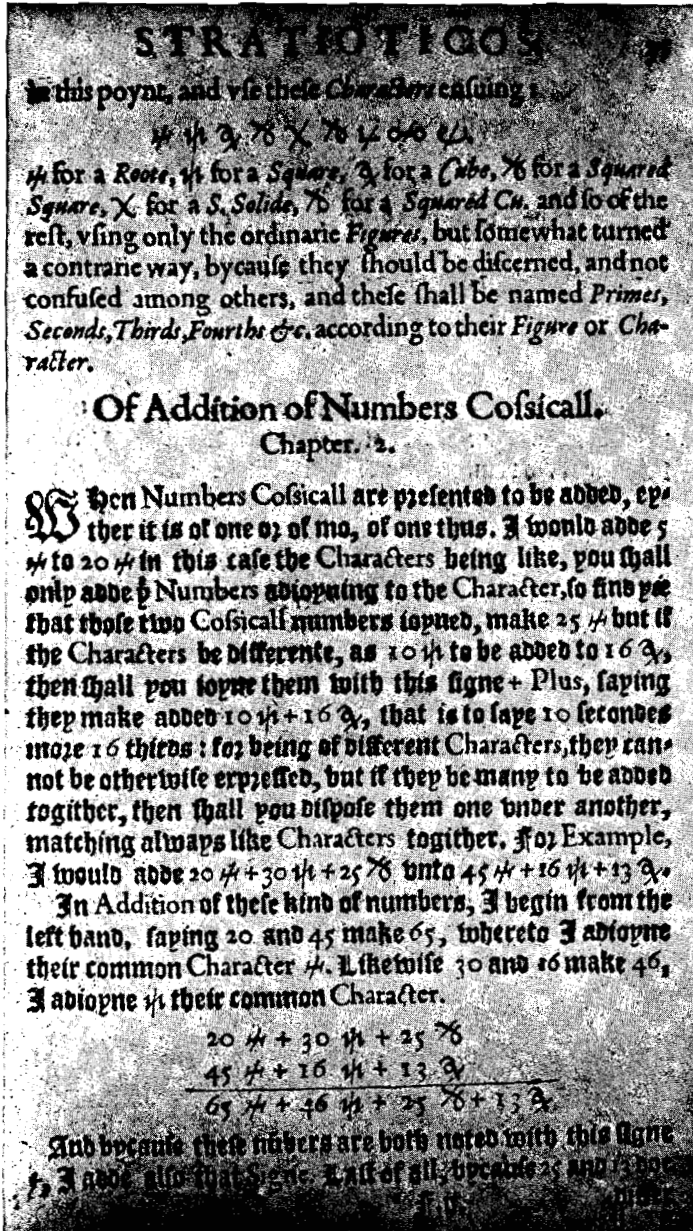 STRATIOTICOS.
in this poynt, and vſe theſe Characters enſuing:
for a Roote, for a Square, for a Cube, for a Squared
Square, for a S. Solide, for a Squared Cu. and ſo of the
reſt, vſing only the ordinarie Figures, but ſomewhat turned
a contrarie way, bycauſe they ſhould be diſcerned, and not
confuſed among others, and theſe ſhall be named Primes,
Seconds, Thirds, Fourths &c. according to their Figure or Cha-
racter.
Of Addition of Numbers Coſsicall.
Chapter. 2.
WHen Numbers Coſsicall are preſented to be added, ey-
ther it is of one or of mo, of one thus. I would adde 5
to 20 in this caſe the Characters being like, you ſhall
only adde yͤ Numbers adioyning to the Character, ſo find yée
that thoſe two Coſsicall numbers ioyned, make 25 but if
the Characters be differente, as 10 to be added to 16
then ſhall you ioyne them with this ſigne + Plus, ſaying
they make added 10 + 16 , that is to ſaye 10 ſecondes
more 16 thirds: for being of different Characters, they can-
not be otherwiſe expreſſed, but if they be many to be added
togither, then ſhall you diſpoſe them one vnder another,
matching always like Characters togither. For Example,
I would adde 20 + 30 + 25 vnto 45 + 16 + 13
In Addition of theſe kind of numbers, I begin from the
left hand, ſaying 20 and 45 make 65, whereto I adioyne
their common Character . Likewiſe 30 and 16 make 46,
I adioyne their common Character.
20 + 30 + 25
45 + 16 + 13
65 + 46 + 25 + 13
And bycauſe theſe nũbers are both noted with this ſigne
+, I adde alſo that Signe. Laſt of all, bycauſe 25 and 13 doe